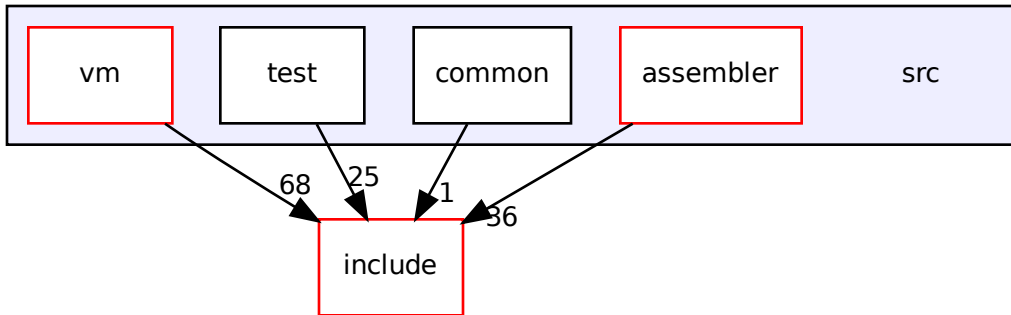 vm
test
common
assembler
src
68
25
1
36
include